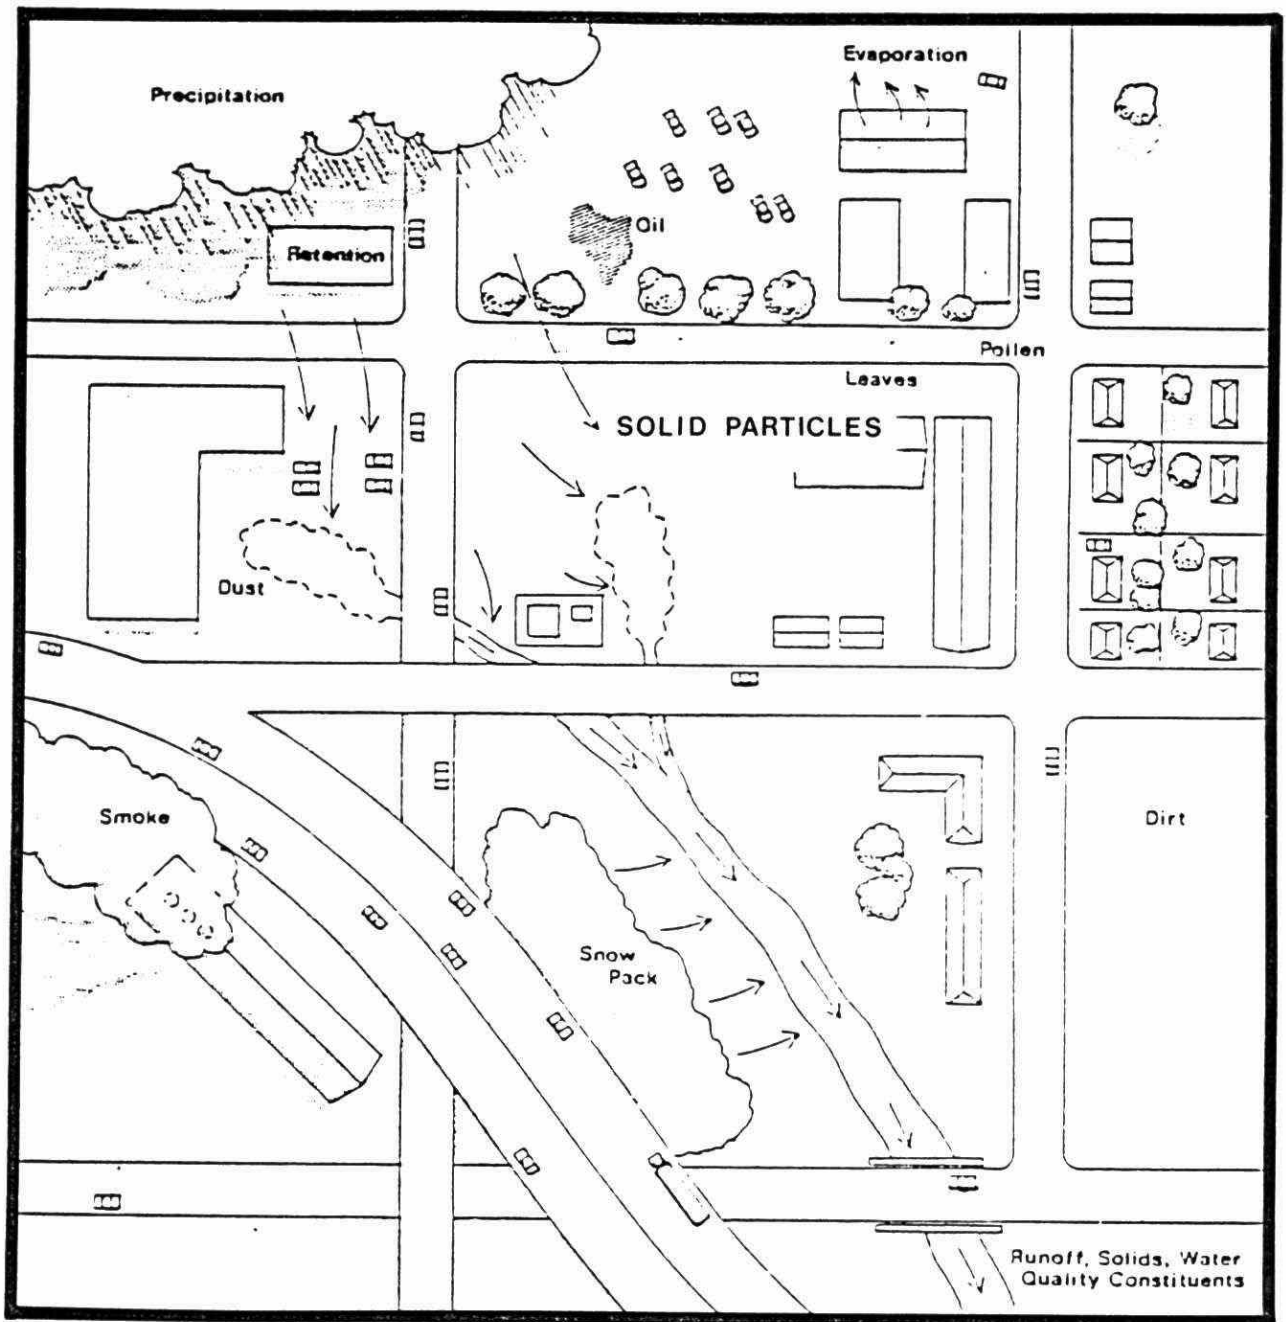 Evaporation
Precipitation
Oil
Retention
Pollen
Leaves
SOLID PARTICLES
Dust
Smoke
Dirt
Snow
Pack
Runoff, Solids, Water
Quality Constituents